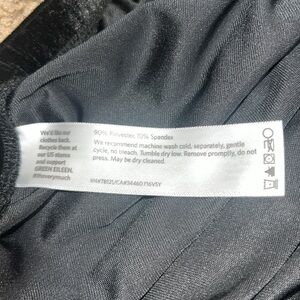 We'd like our
clothes back.
Recycle them at
our US stores
and support
GREEN EILEEN.
#theverymuch
90% Polyester, 10% Spandex
We recommend machine wash cold, separately, gentle
cycle, no bleach. Tumble dry low. Remove promptly, do not
press. May be dry cleaned.